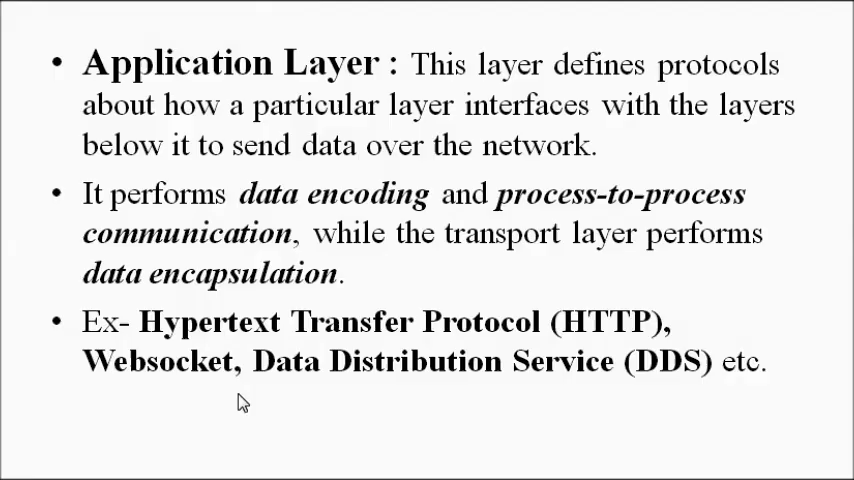 • Application Layer : This layer defines protocols
about how a particular layer interfaces with the layers
below it to send data over the network.
• It performs data encoding and process-to-process
communication, while the transport layer performs
data encapsulation.
• Ex- Hypertext Transfer Protocol (HTTP),
Websocket, Data Distribution Service (DDS) etc.